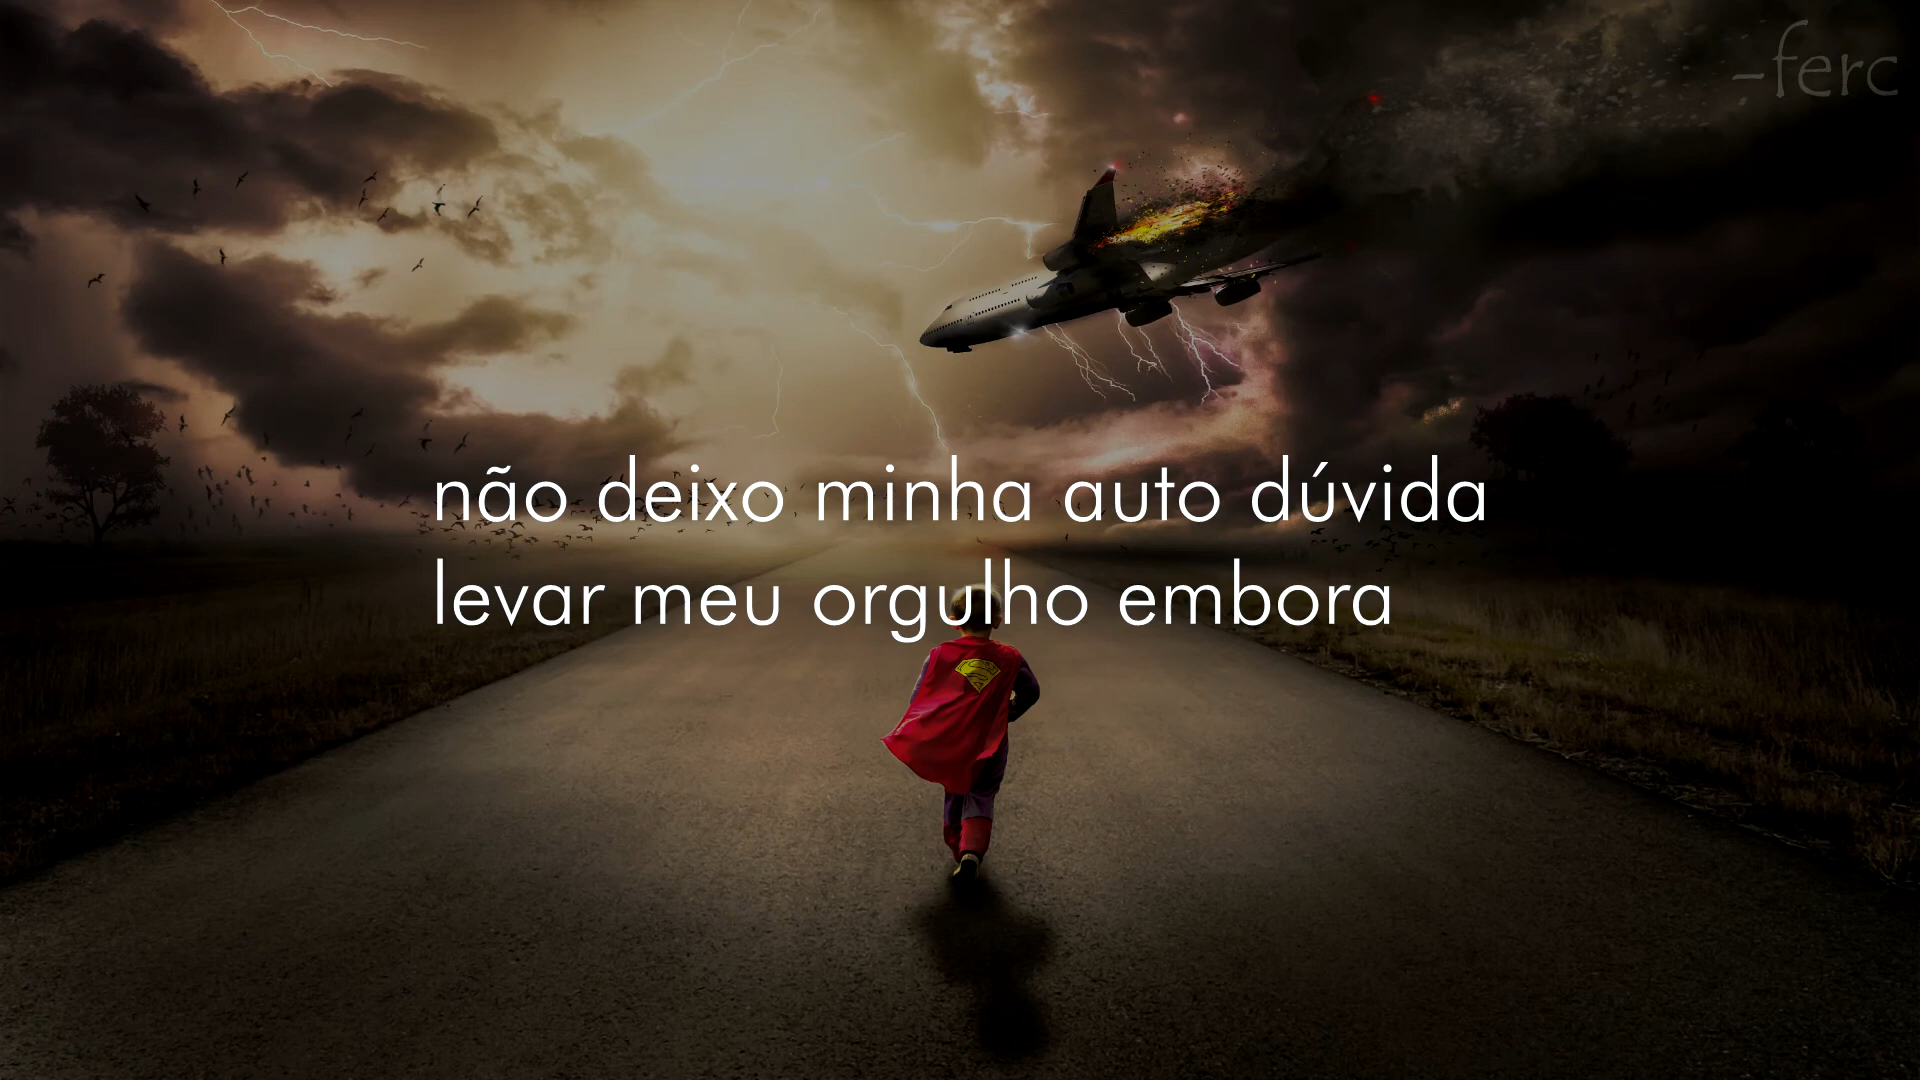 -ferc
não deixo minha auto dúvida
levar meu orgulho embora